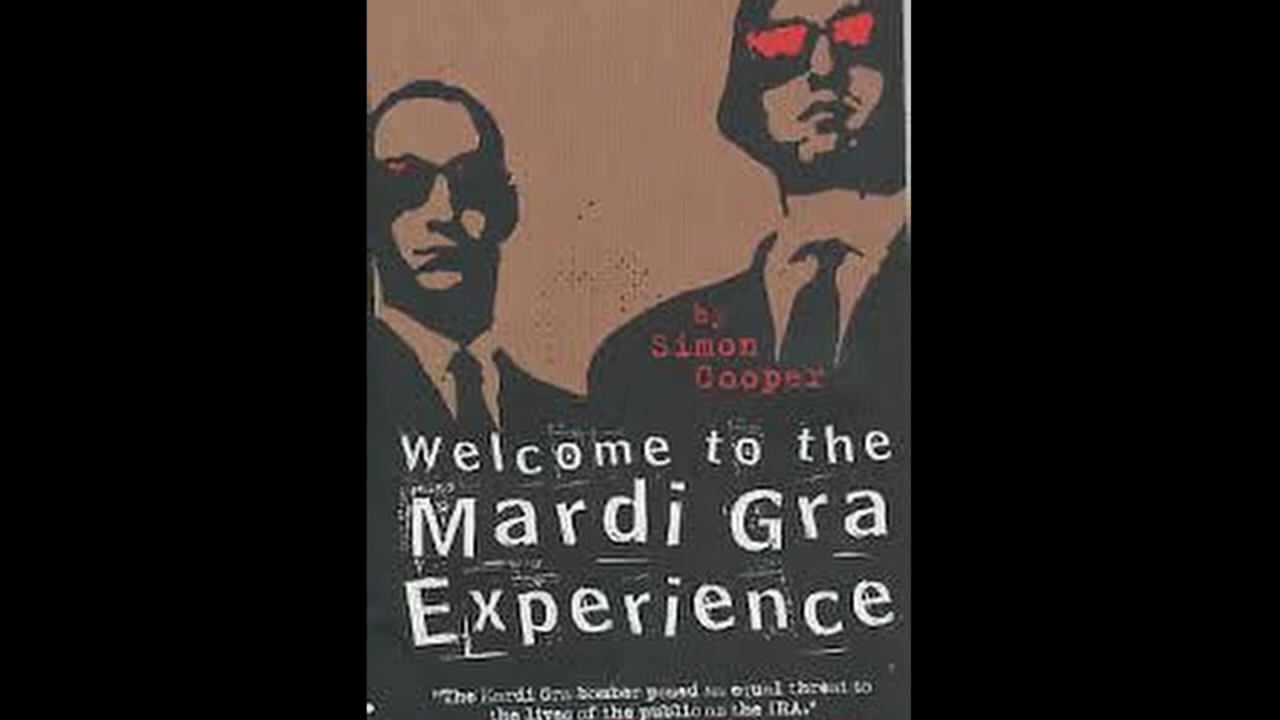 by
Simon
Cooper
Welcome to the
Mardi Gra
Experience
"The Mardi Gra bomber posed an equal threat to
the lives of the public as the IRA."